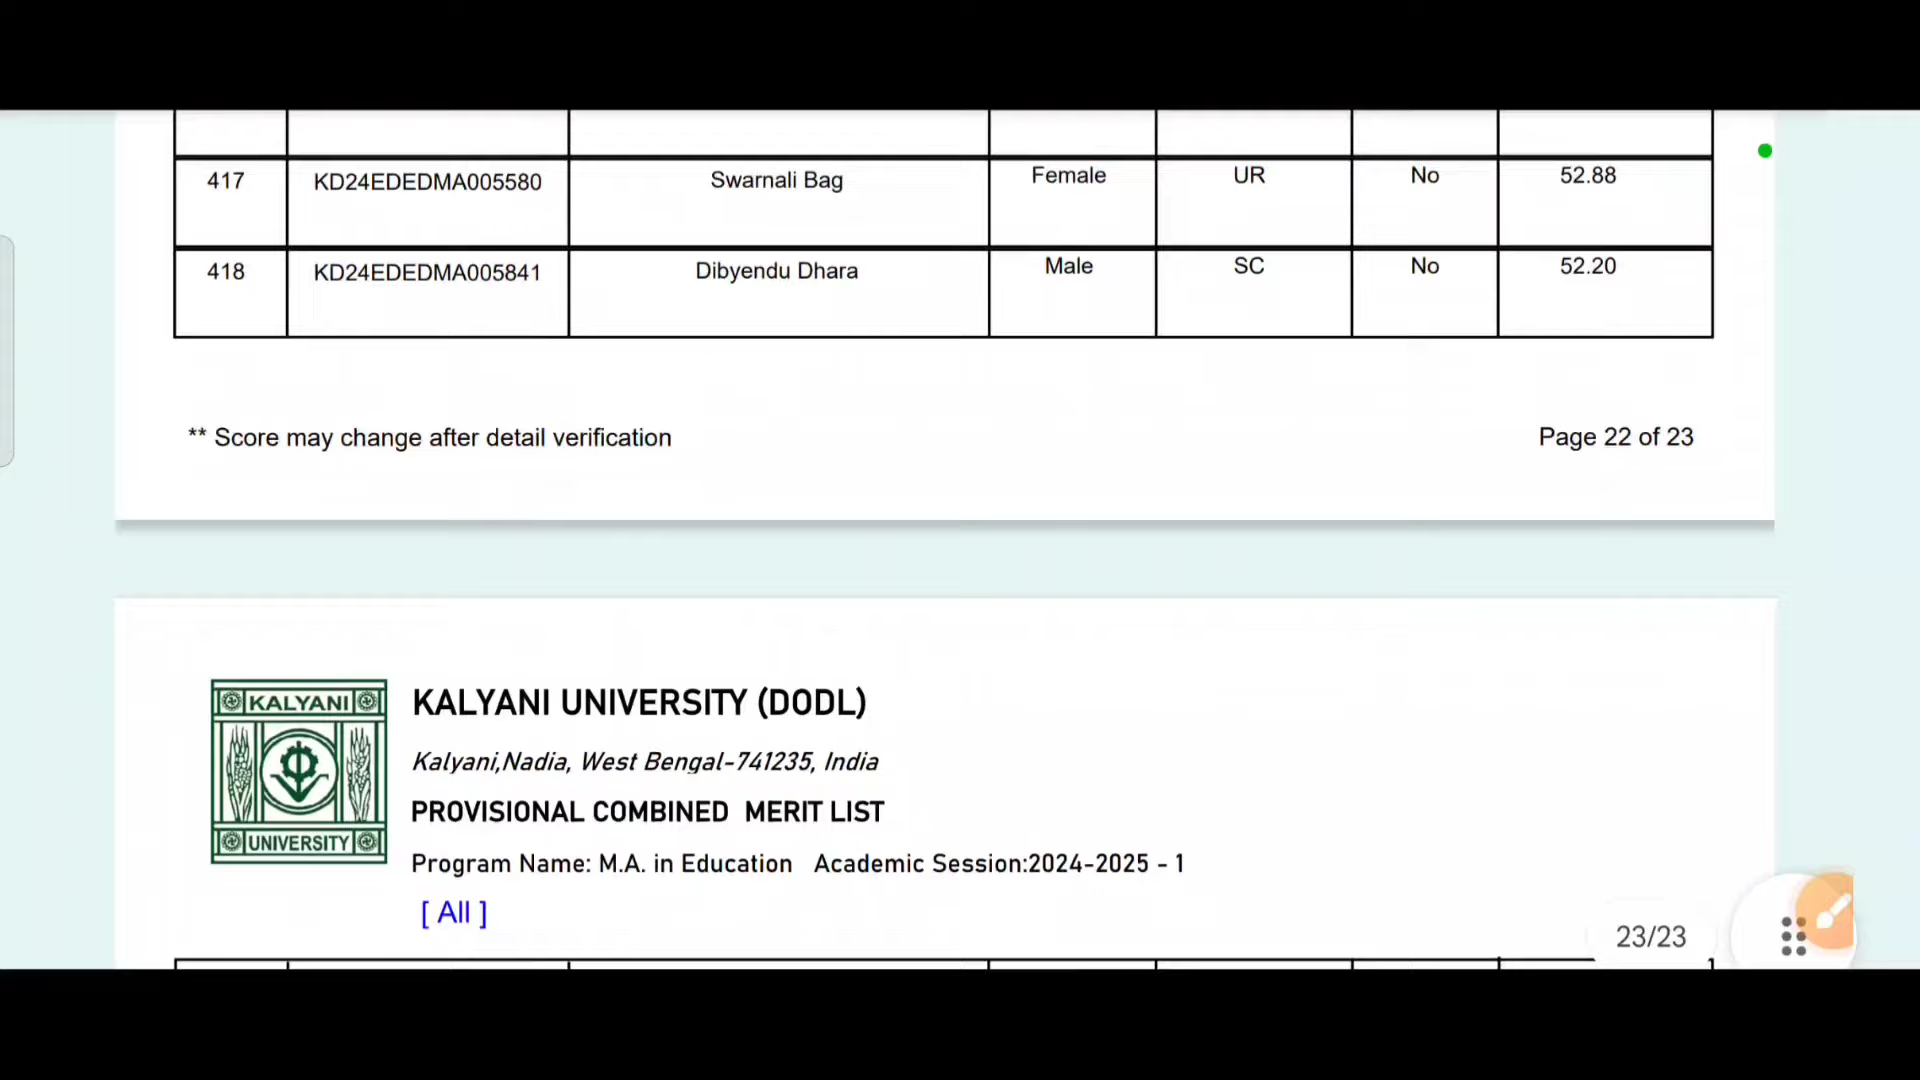 417 KD24EDEDMA005580 Swarnali Bag Female UR No 52.88
418 KD24EDEDMA005841 Dibyendu Dhara Male SC No 52.20
** Score may change after detail verification Page 22 of 23
KALYANI
UNIVERSITY
KALYANI UNIVERSITY (DODL)
Kalyani,Nadia, West Bengal-741235, India
PROVISIONAL COMBINED MERIT LIST
Program Name: M.A. in Education Academic Session:2024-2025 - 1
[ All ]
23/23